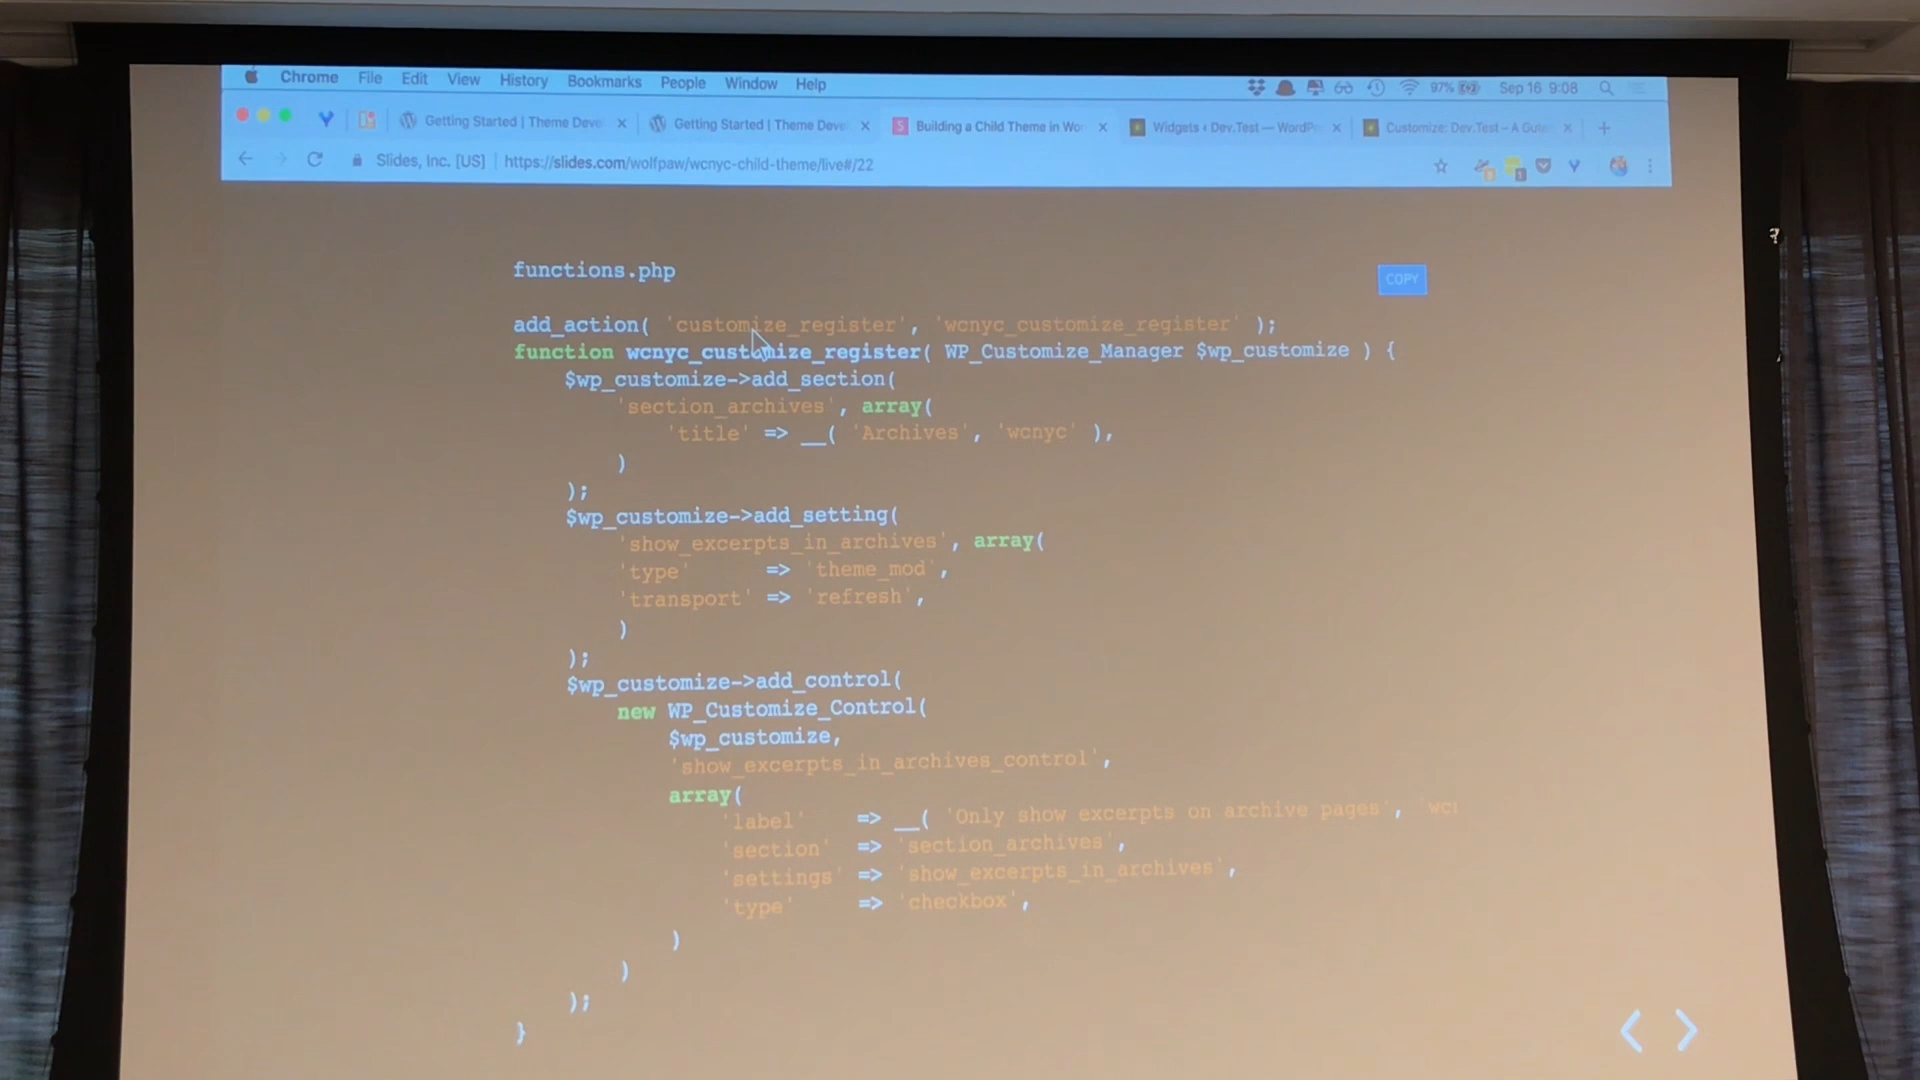 Chrome File Edit View History Bookmarks People Window Help 97% Sep 16 9:08
Getting Started | Theme Deve Getting Started | Theme Deve Building a Child Theme in Wo Widgets ‹ Dev.Test — WordPr Customize: Dev.Test – A Gute
Slides, Inc. [US] https://slides.com/wolfpaw/wcnyc-child-theme/live#/22
functions.php
COPY
add_action( 'customize_register', 'wcnyc_customize_register' );
function wcnyc_customize_register( WP_Customize_Manager $wp_customize ) {
$wp_customize->add_section(
'section_archives', array(
'title' => __( 'Archives', 'wcnyc' ),
)
);
$wp_customize->add_setting(
'show_excerpts_in_archives', array(
'type' => 'theme_mod',
'transport' => 'refresh',
)
);
$wp_customize->add_control(
new WP_Customize_Control(
$wp_customize,
'show_excerpts_in_archives_control',
array(
'label' => __( 'Only show excerpts on archive pages', 'wcn
'section' => 'section_archives',
'settings' => 'show_excerpts_in_archives',
'type' => 'checkbox',
)
)
);
}